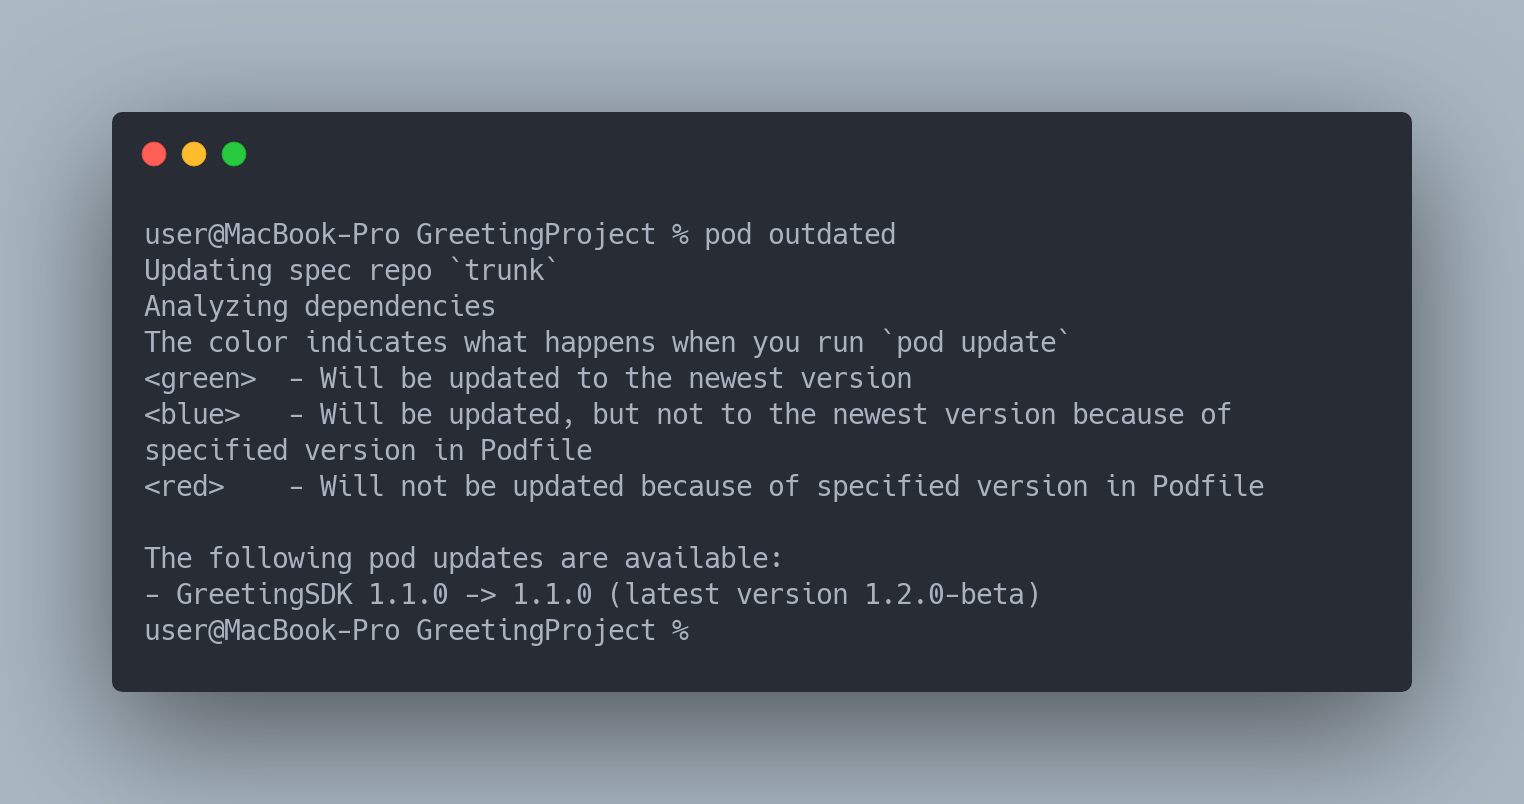 user@MacBook-Pro GreetingProject % pod outdated
Updating spec repo `trunk`
Analyzing dependencies
The color indicates what happens when you run `pod update`
<green>  - Will be updated to the newest version
<blue>   - Will be updated, but not to the newest version because of
specified version in Podfile
<red>    - Will not be updated because of specified version in Podfile

The following pod updates are available:
- GreetingSDK 1.1.0 -> 1.1.0 (latest version 1.2.0-beta)
user@MacBook-Pro GreetingProject %